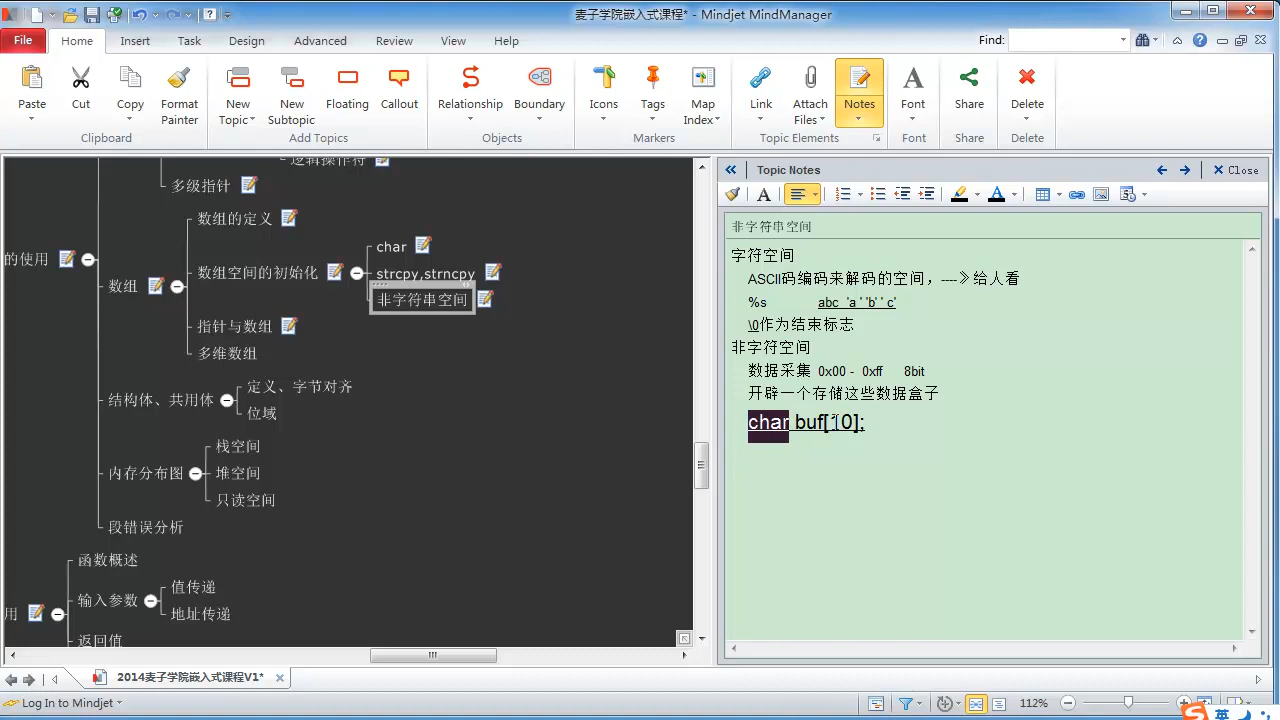 麦子学院嵌入式课程* - Mindjet MindManager
File Home Insert Task Design Advanced Review View Help Find:
Paste Cut Copy Format Painter New Topic New Subtopic Floating Callout Relationship Boundary Icons Tags Map Index Link Attach Files Notes Font Share Delete
Clipboard Add Topics Objects Markers Topic Elements Font Share Delete
逻辑操作符
多级指针
数组的定义
char
的使用
数组空间的初始化
strcpy,strncpy
数组
非字符串空间
指针与数组
多维数组
定义、字节对齐
结构体、共用体
位域
栈空间
内存分布图
堆空间
只读空间
段错误分析
函数概述
值传递
输入参数
用
地址传递
返回值
Topic Notes Close
非字符串空间
字符空间
ASCII码编码来解码的空间，----》给人看
%s abc 'a ' 'b' ' c'
\0作为结束标志
非字符空间
数据采集 0x00 - 0xff 8bit
开辟一个存储这些数据盒子
char buf[10];
2014麦子学院嵌入式课程V1*
Log In to Mindjet
112%
英